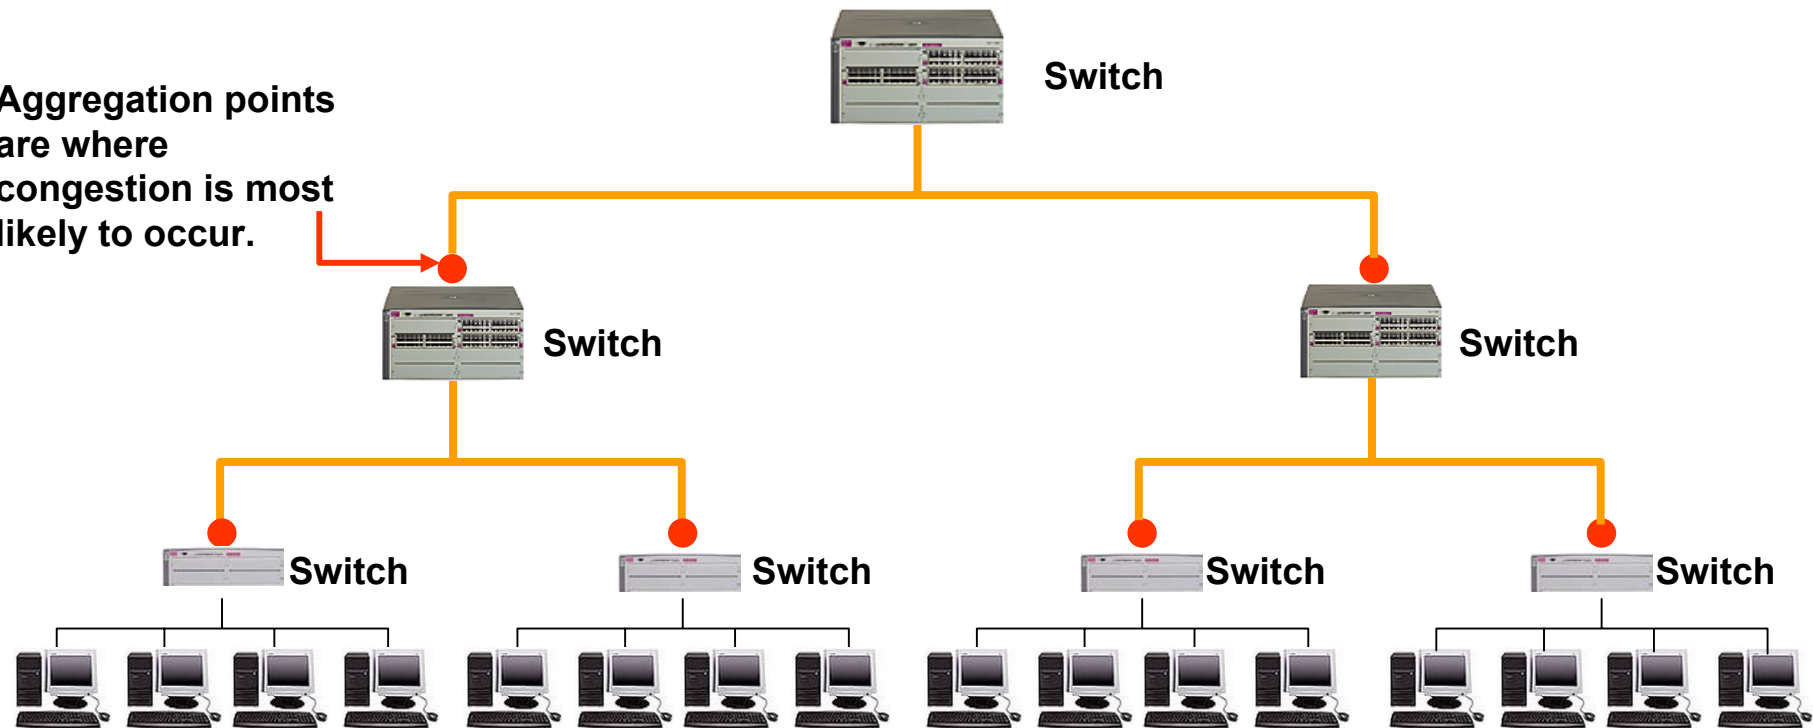 Switch
Aggregation points
are where
congestion is most
likely to occur.
Switch
Switch
Switch
Switch
Switch
Switch